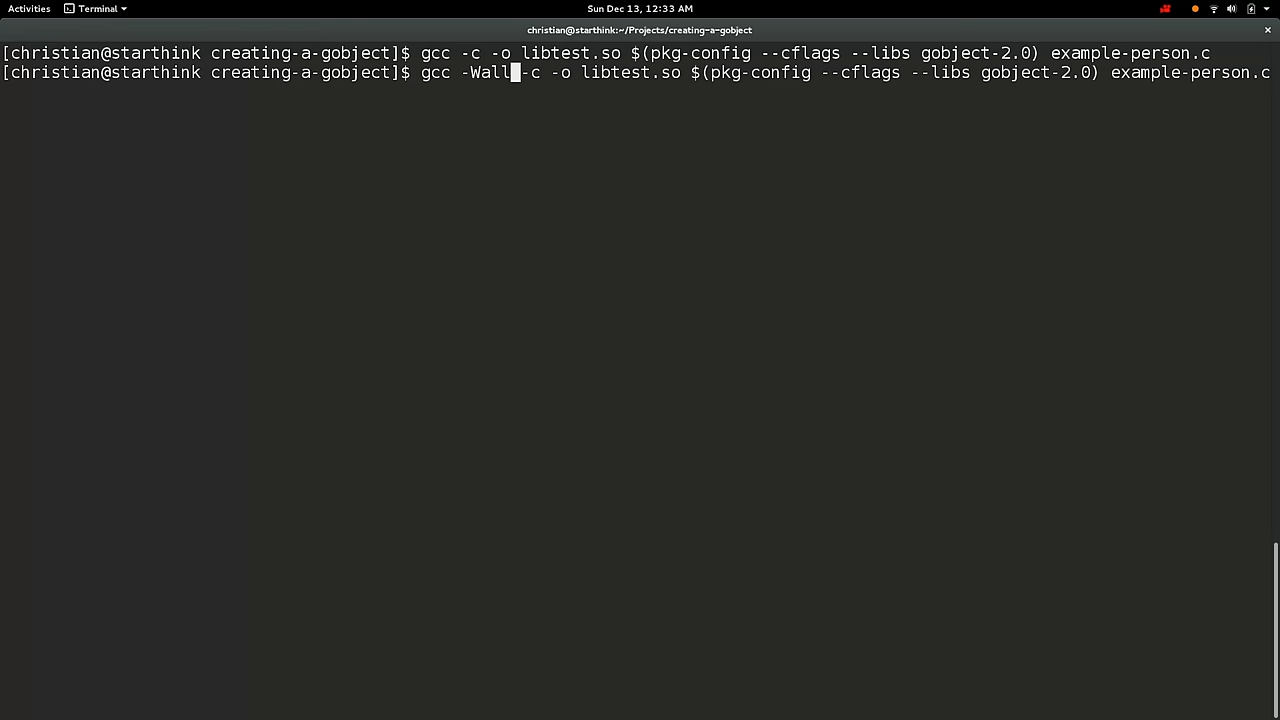 Activities Terminal Sun Dec 13, 12:33 AM
christian@starthink:~/Projects/creating-a-gobject
[christian@starthink creating-a-gobject]$ gcc -c -o libtest.so $(pkg-config --cflags --libs gobject-2.0) example-person.c
[christian@starthink creating-a-gobject]$ gcc -Wall -c -o libtest.so $(pkg-config --cflags --libs gobject-2.0) example-person.c